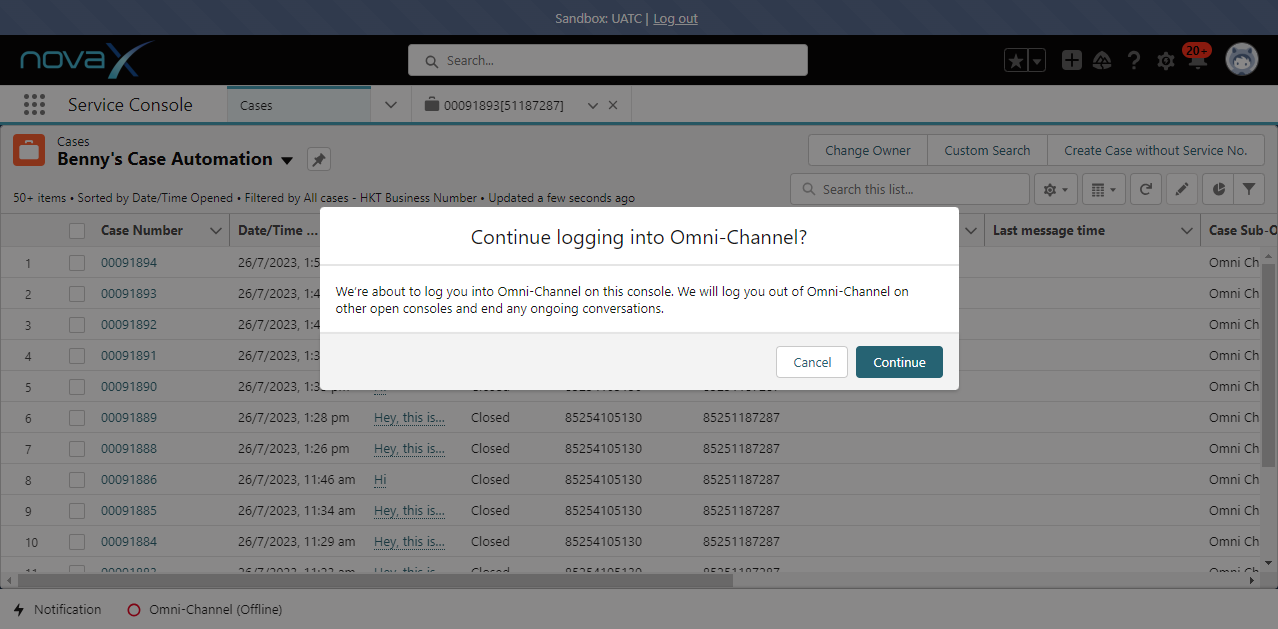 Sandbox: UATC | Log out
novaX
Search...
20+
Service Console
Cases
00091893[51187287]
Cases
Benny's Case Automation
Change Owner
Custom Search
Create Case without Service No.
50+ items • Sorted by Date/Time Opened • Filtered by All cases - HKT Business Number • Updated a few seconds ago
Search this list...
Case Number
Date/Time ...
Last message time
Case Sub-O
Continue logging into Omni-Channel?
We're about to log you into Omni-Channel on this console. We will log you out of Omni-Channel on
other open consoles and end any ongoing conversations.
Cancel
Continue
1 00091894 26/7/2023, 1:5 Omni Ch
2 00091893 26/7/2023, 1:4 Omni Ch
3 00091892 26/7/2023, 1:4 Omni Ch
4 00091891 26/7/2023, 1:3 Omni Ch
5 00091890 26/7/2023, 1:3 pm Hi Closed 85254105130 85251187287 Omni Ch
6 00091889 26/7/2023, 1:28 pm Hey, this is... Closed 85254105130 85251187287 Omni Ch
7 00091888 26/7/2023, 1:26 pm Hey, this is... Closed 85254105130 85251187287 Omni Ch
8 00091886 26/7/2023, 11:46 am Hi Closed 85254105130 85251187287 Omni Ch
9 00091885 26/7/2023, 11:34 am Hey, this is... Closed 85254105130 85251187287 Omni Ch
10 00091884 26/7/2023, 11:29 am Hey, this is... Closed 85254105130 85251187287 Omni Ch
Notification
Omni-Channel (Offline)